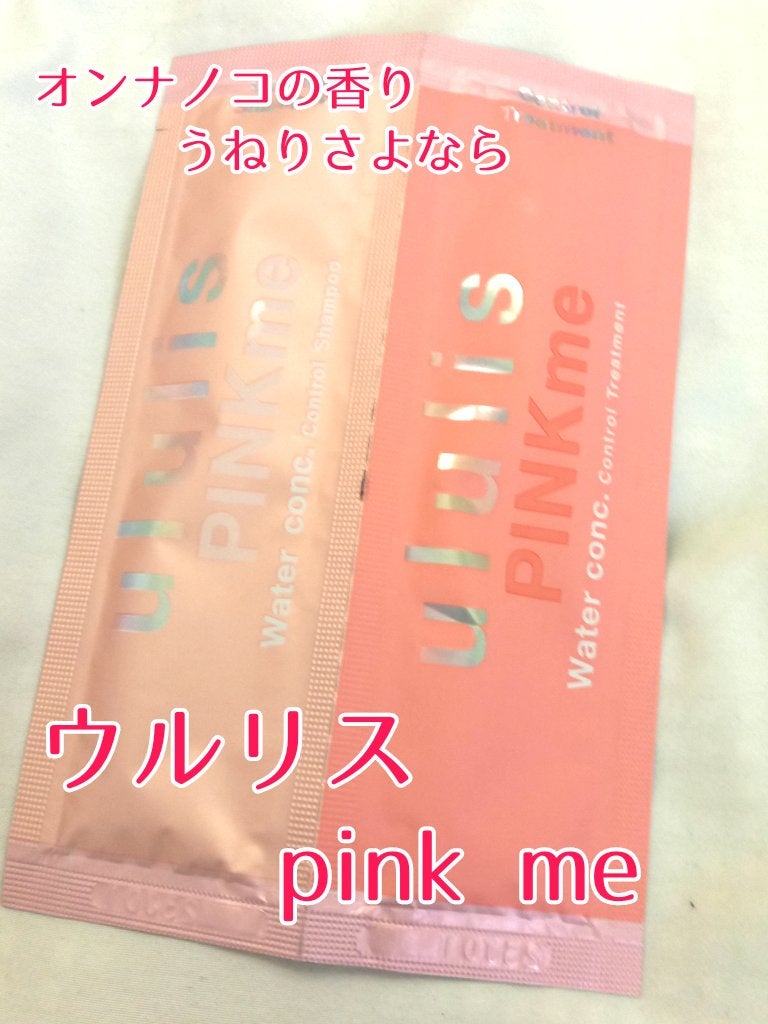 オンナノコの香り
うねりさよなら
ululis
PINKme
Water conc. Control Shampoo
ululis
PINKme
Water conc. Control Treatment
ウルリス
pink me